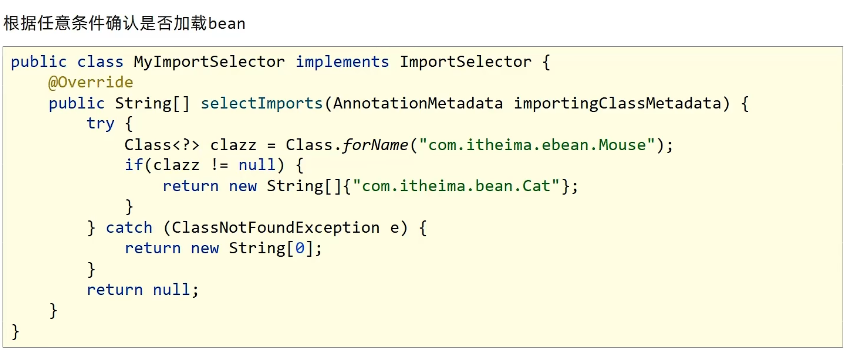 根据任意条件确认是否加载bean
public class MyImportSelector implements ImportSelector {
    @Override
    public String[] selectImports(AnnotationMetadata importingClassMetadata) {
        try {
            Class<?> clazz = Class.forName("com.itheima.ebean.Mouse");
            if(clazz != null) {
                return new String[]{"com.itheima.bean.Cat"};
            }
        } catch (ClassNotFoundException e) {
            return new String[0];
        }
        return null;
    }
}